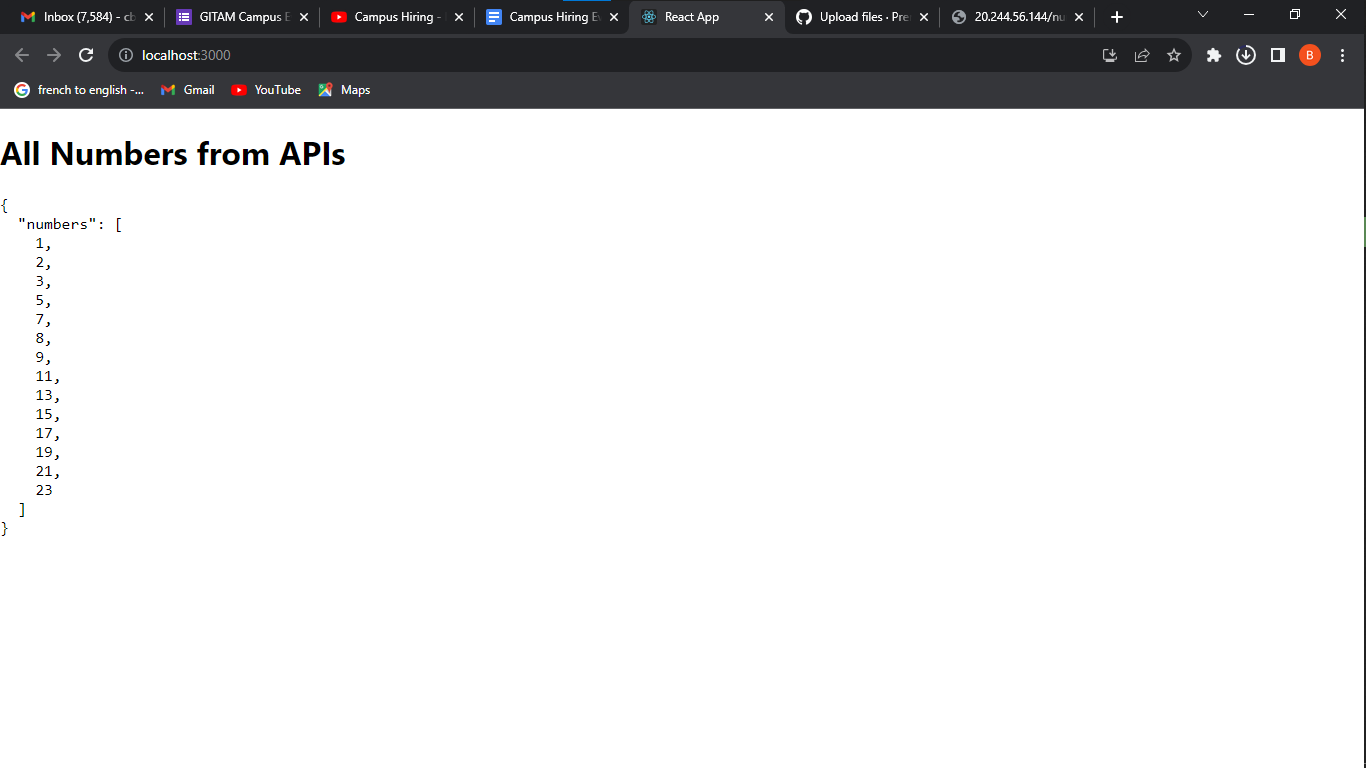 Inbox (7,584) - cb
GITAM Campus E
Campus Hiring -
Campus Hiring Ev
React App
Upload files · Pre
20.244.56.144/nu
localhost:3000
B
french to english -...
Gmail
YouTube
Maps
All Numbers from APIs
{
"numbers": [
1,
2,
3,
5,
7,
8,
9,
11,
13,
15,
17,
19,
21,
23
]
}